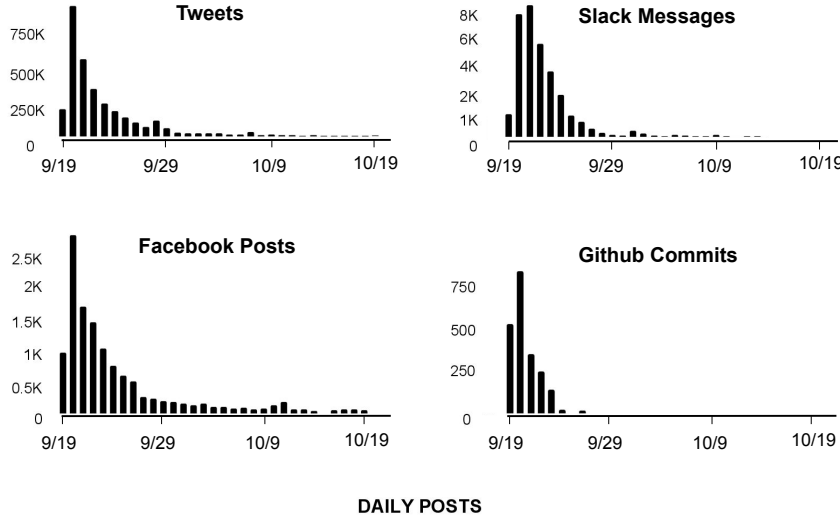 Tweets
750K
500K
250K
0
9/19 9/29 10/9 10/19
Slack Messages
8K
6K
4K
2K
1K
0
9/19 9/29 10/9 10/19
Facebook Posts
2.5K
2K
1.5K
1K
0.5K
0
9/19 9/29 10/9 10/19
Github Commits
750
500
250
0
9/19 9/29 10/9 10/19
DAILY POSTS